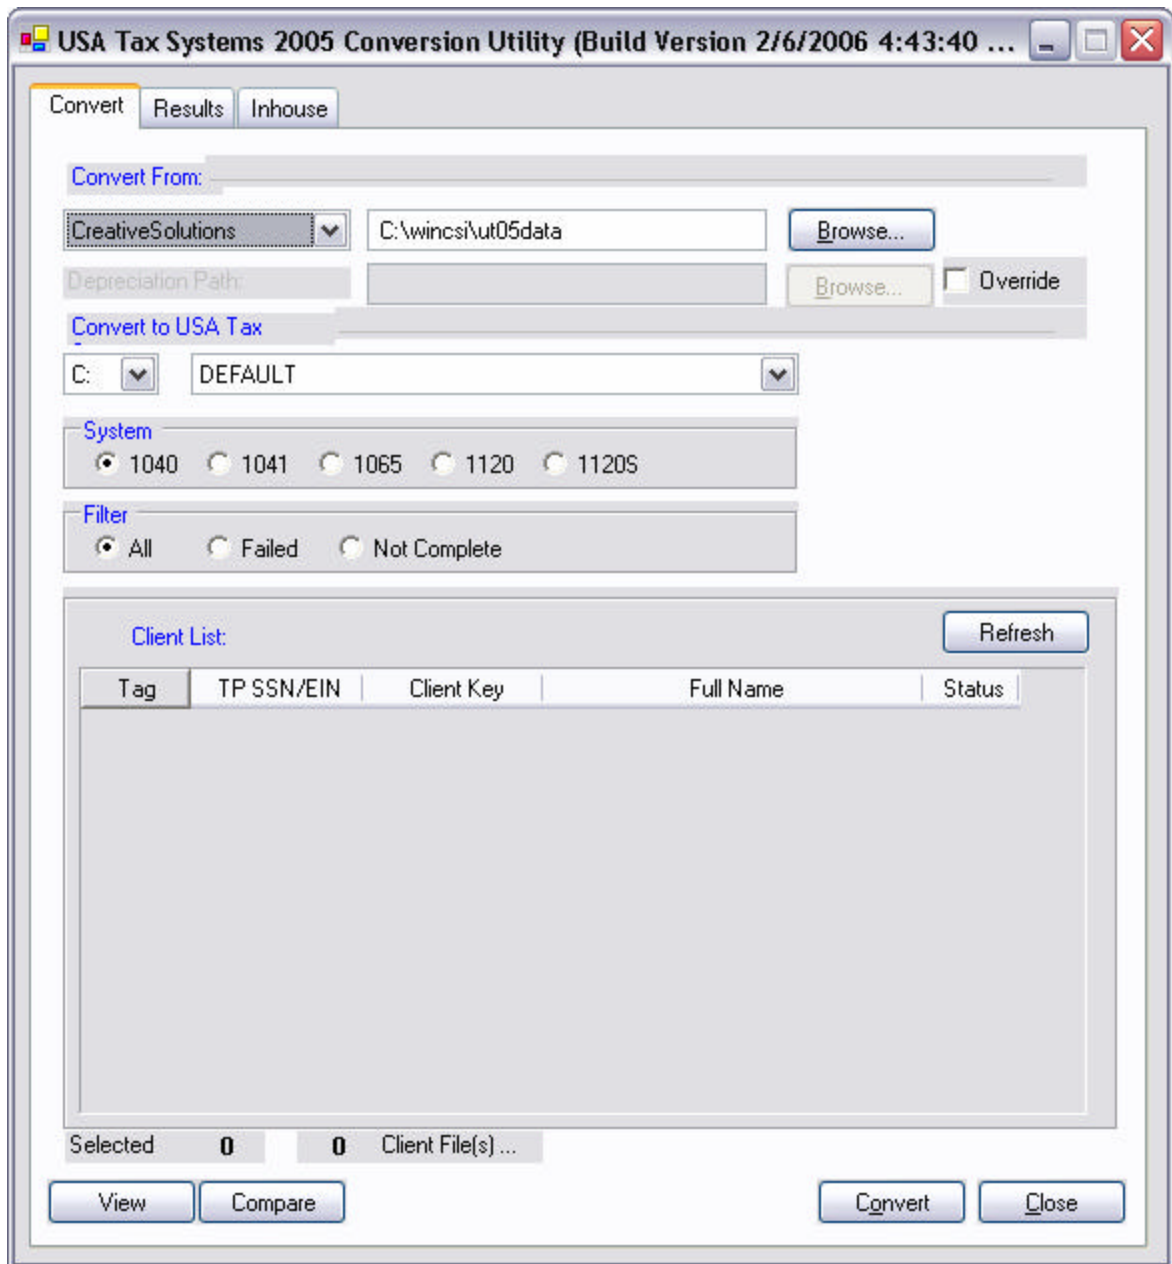 USA Tax Systems 2005 Conversion Utility (Build Version 2/6/2006 4:43:40 ...
Convert Results Inhouse
Convert From:
CreativeSolutions C:\wincsi\ut05data Browse...
Depreciation Path: Browse... Override
Convert to USA Tax
C: DEFAULT
System
1040 1041 1065 1120 1120S
Filter
All Failed Not Complete
Client List: Refresh
Tag TP SSN/EIN Client Key Full Name Status
Selected 0 0 Client File(s) ...
View Compare Convert Close